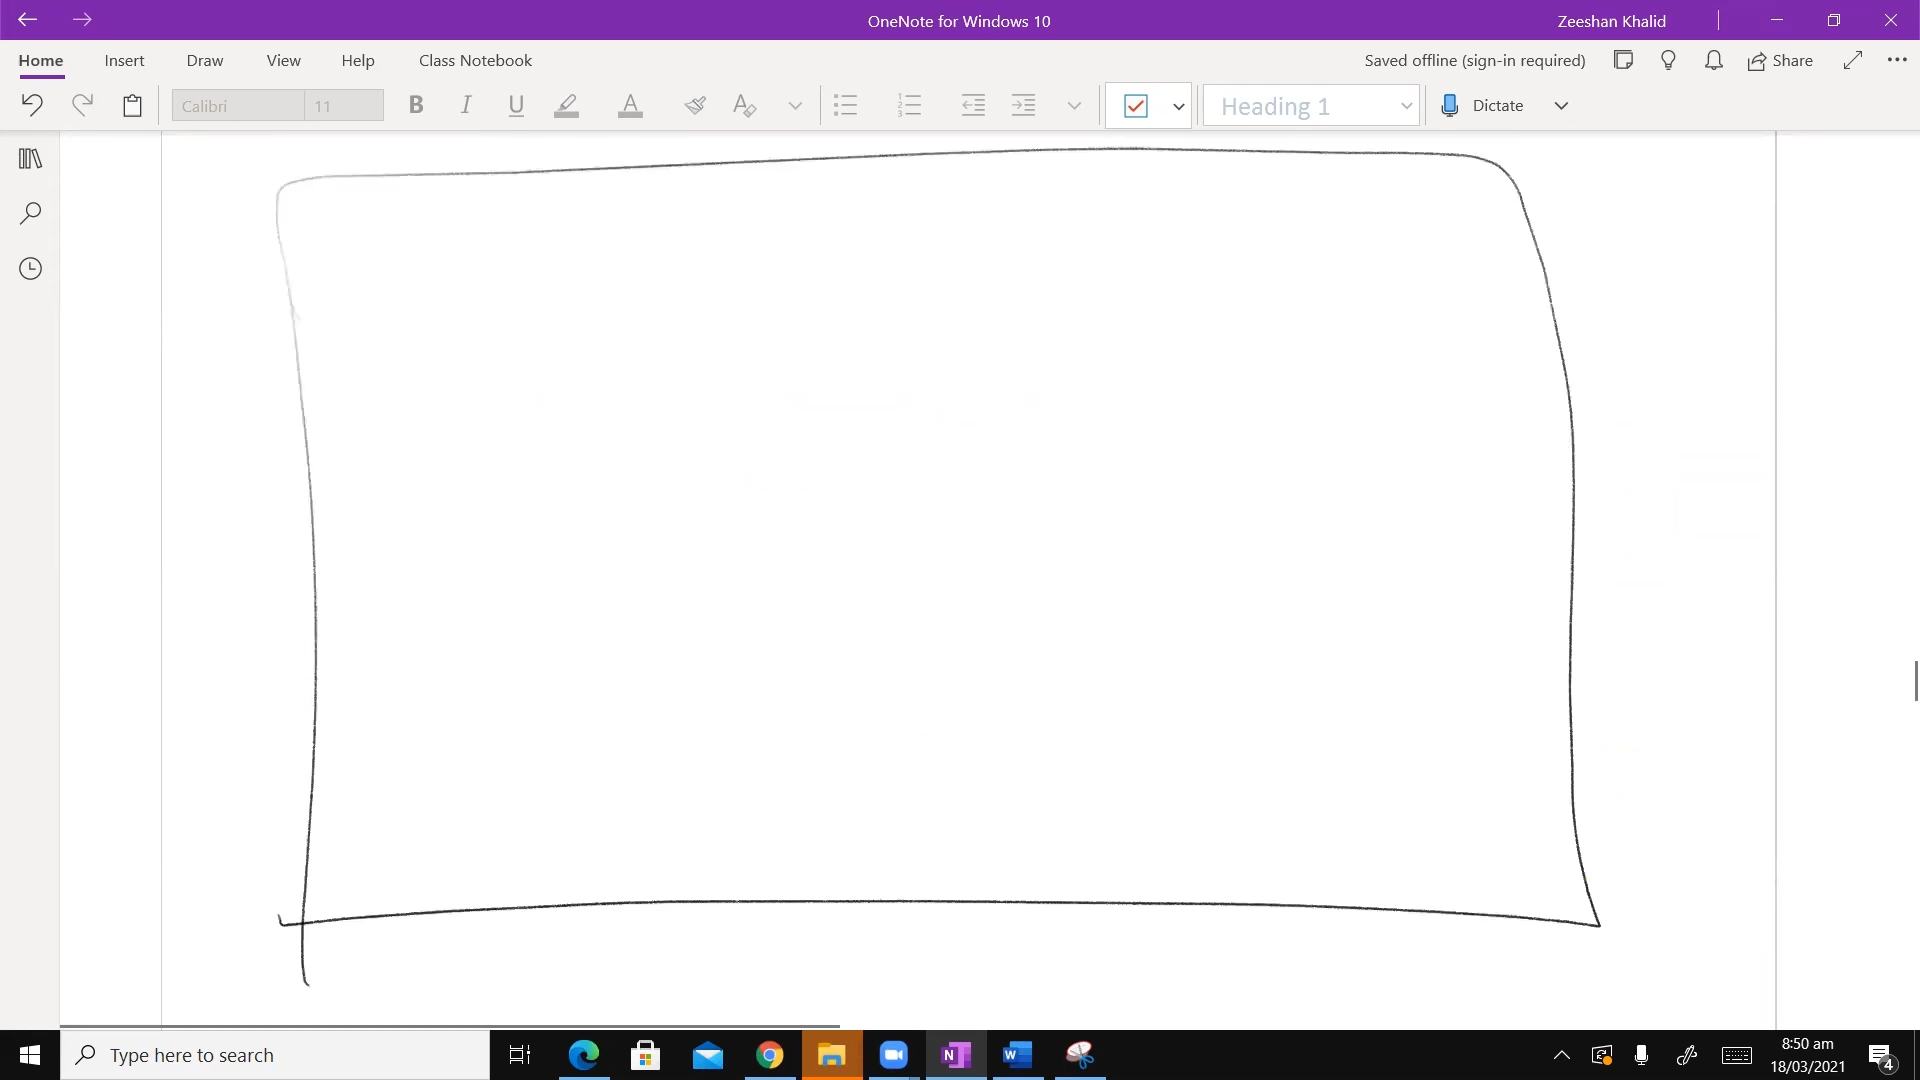 OneNote for Windows 10
Zeeshan Khalid
Home Insert Draw View Help Class Notebook
Saved offline (sign-in required)
Share
Calibri 11
B I U A A
Heading 1
Dictate
Type here to search
8:50 am
18/03/2021
4